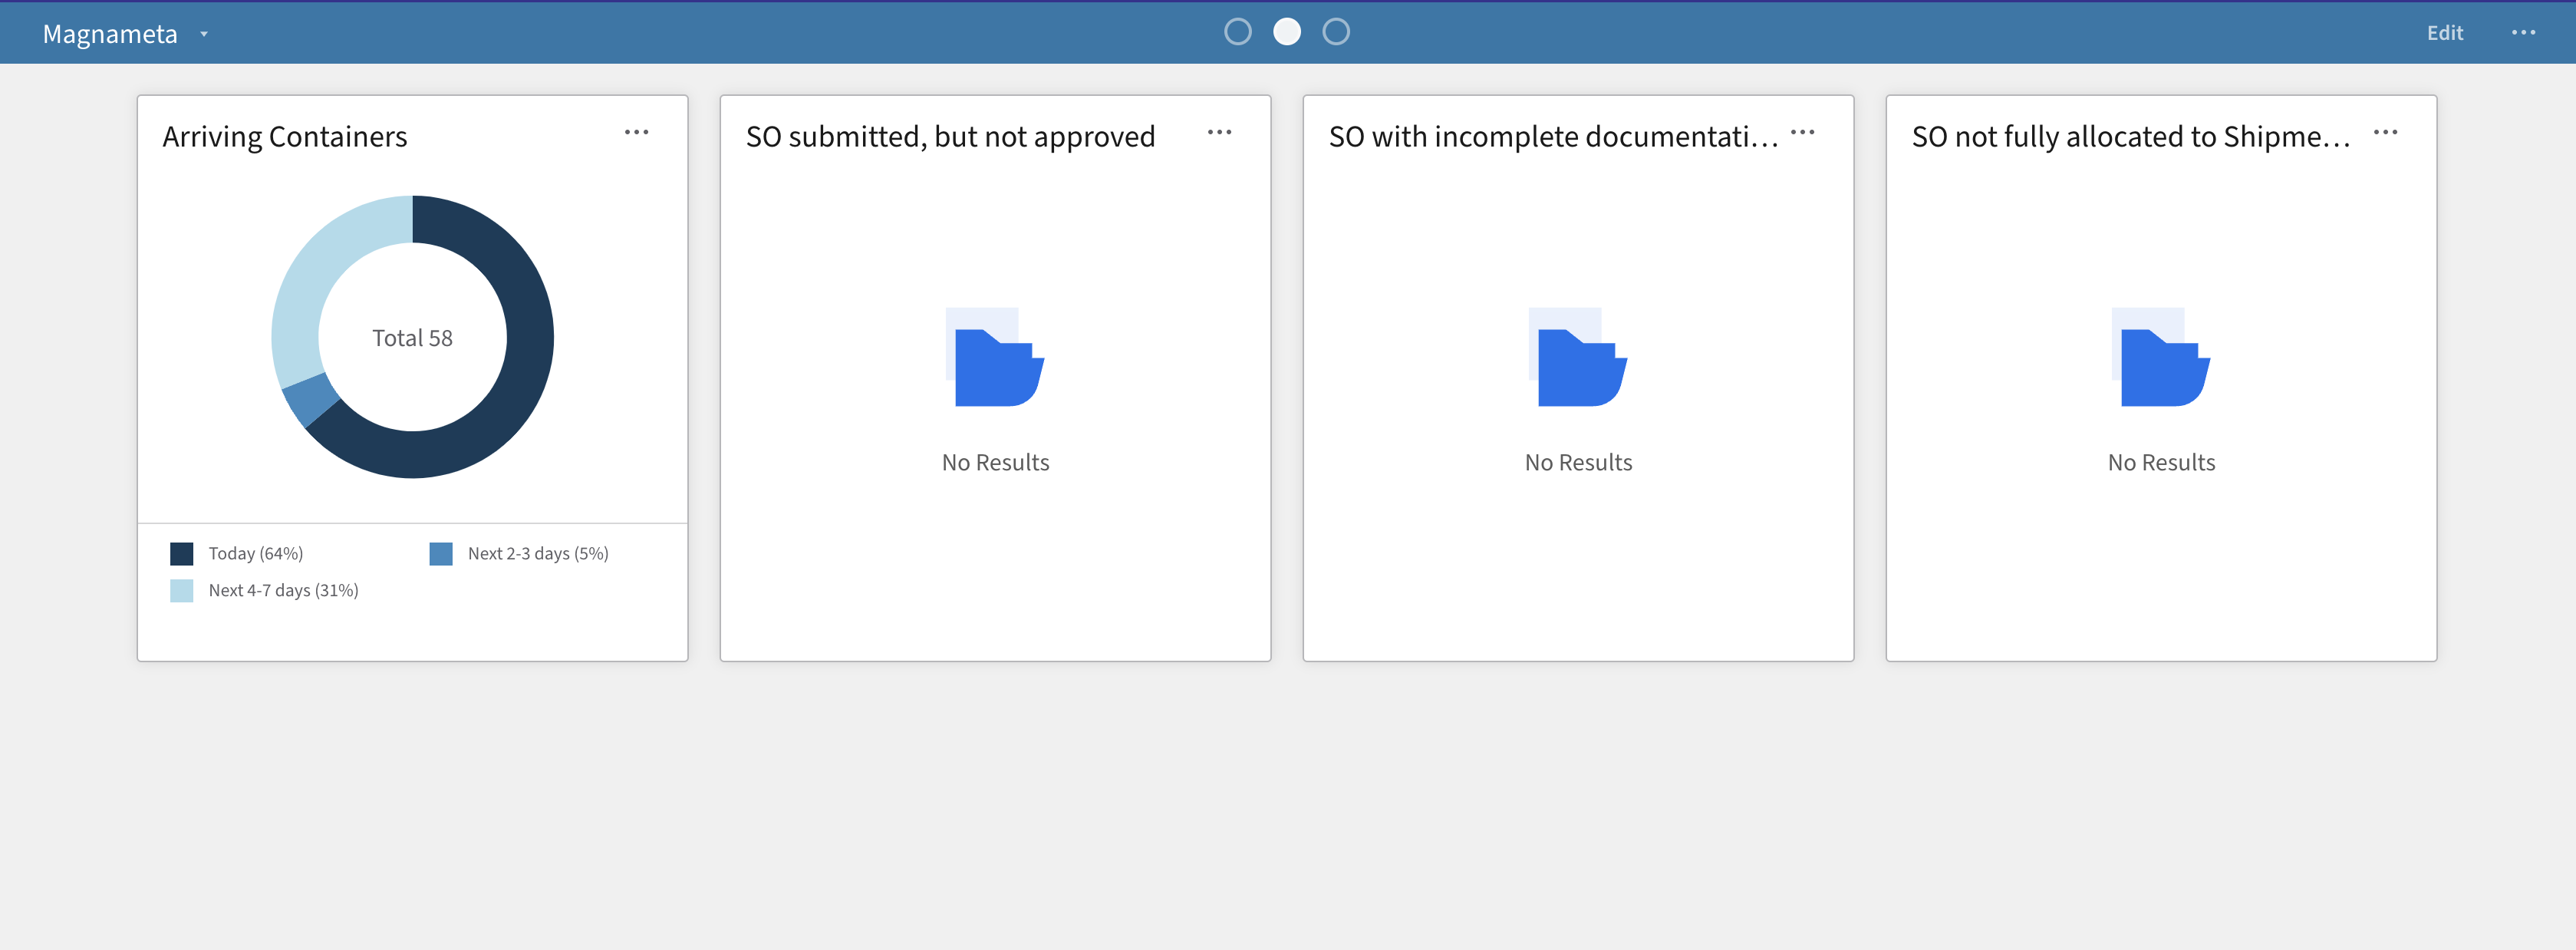 Magnameta
Edit
Arriving Containers
Total 58
Today (64%)
Next 2-3 days (5%)
Next 4-7 days (31%)
SO submitted, but not approved
No Results
SO with incomplete documentati...
No Results
SO not fully allocated to Shipme...
No Results